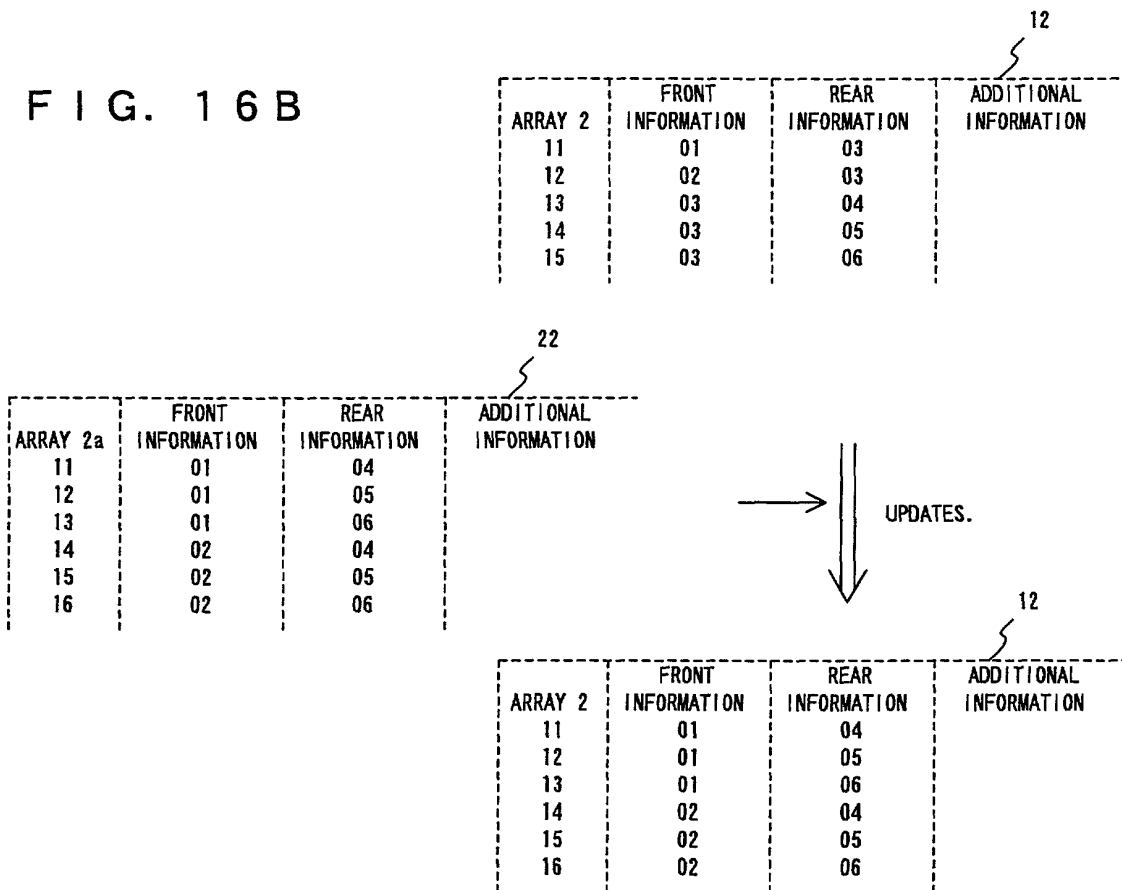 12
FIG. 16B
ARRAY 2 FRONT INFORMATION REAR INFORMATION ADDITIONAL INFORMATION
11 01 03
12 02 03
13 03 04
14 03 05
15 03 06
22
ARRAY 2a FRONT INFORMATION REAR INFORMATION ADDITIONAL INFORMATION
11 01 04
12 01 05
13 01 06
14 02 04
15 02 05
16 02 06
UPDATES.
12
ARRAY 2 FRONT INFORMATION REAR INFORMATION ADDITIONAL INFORMATION
11 01 04
12 01 05
13 01 06
14 02 04
15 02 05
16 02 06